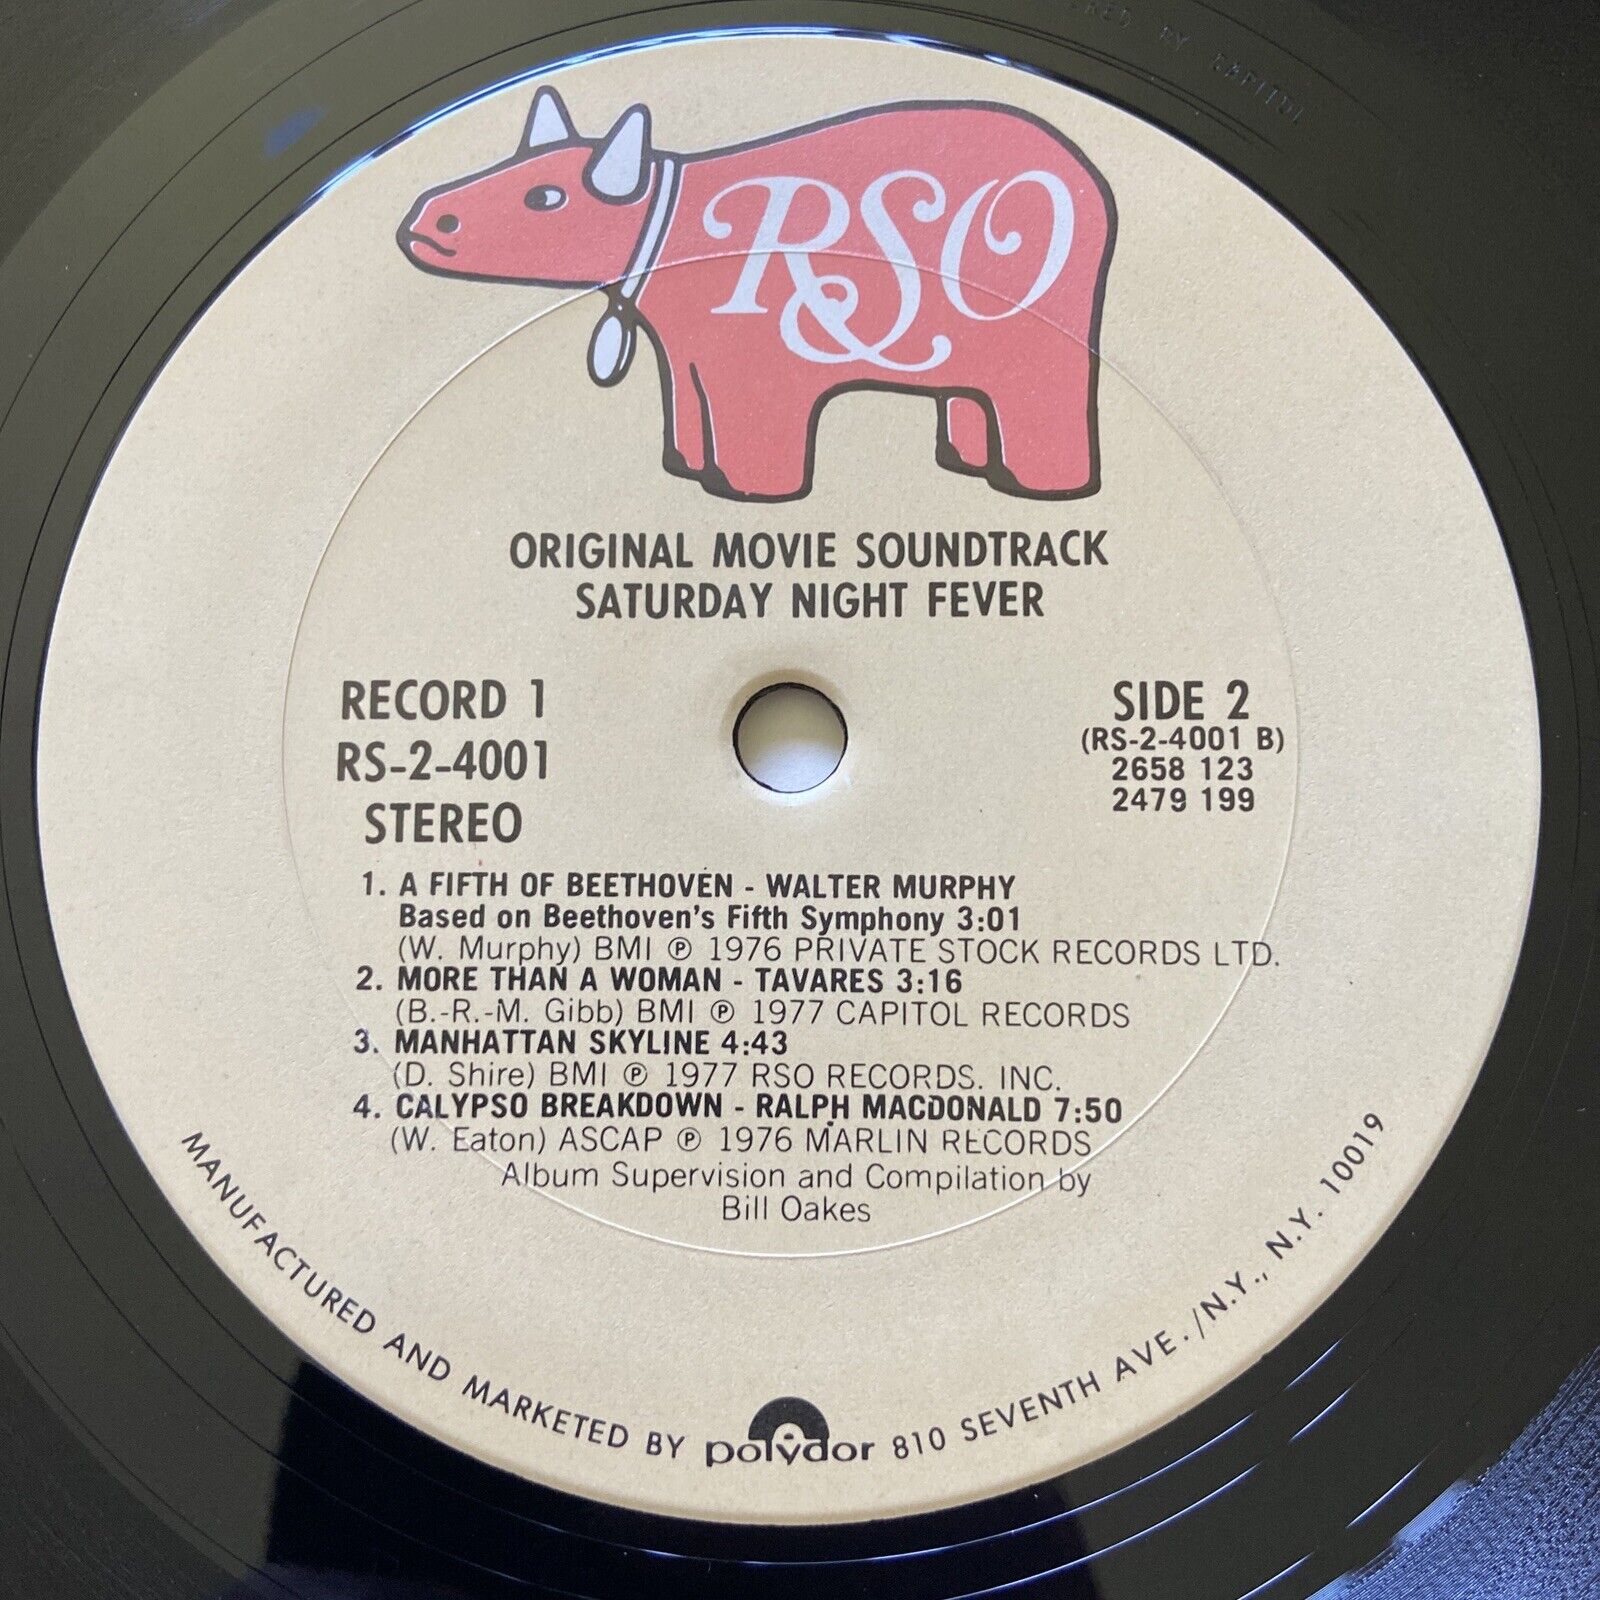 RSO
ORIGINAL MOVIE SOUNDTRACK
SATURDAY NIGHT FEVER
RECORD 1
RS-2-4001
STEREO
SIDE 2
(RS-2-4001 B)
2658 123
2479 199
1. A FIFTH OF BEETHOVEN - WALTER MURPHY
Based on Beethoven's Fifth Symphony 3:01
(W. Murphy) BMI ℗ 1976 PRIVATE STOCK RECORDS LTD.
2. MORE THAN A WOMAN - TAVARES 3:16
(B.-R.-M. Gibb) BMI ℗ 1977 CAPITOL RECORDS
3. MANHATTAN SKYLINE 4:43
(D. Shire) BMI ℗ 1977 RSO RECORDS. INC.
4. CALYPSO BREAKDOWN - RALPH MACDONALD 7:50
(W. Eaton) ASCAP ℗ 1976 MARLIN RECORDS
Album Supervision and Compilation by
Bill Oakes
MANUFACTURED AND MARKETED BY polydor 810 SEVENTH AVE./N.Y., N.Y. 10019
BY CAPITOL